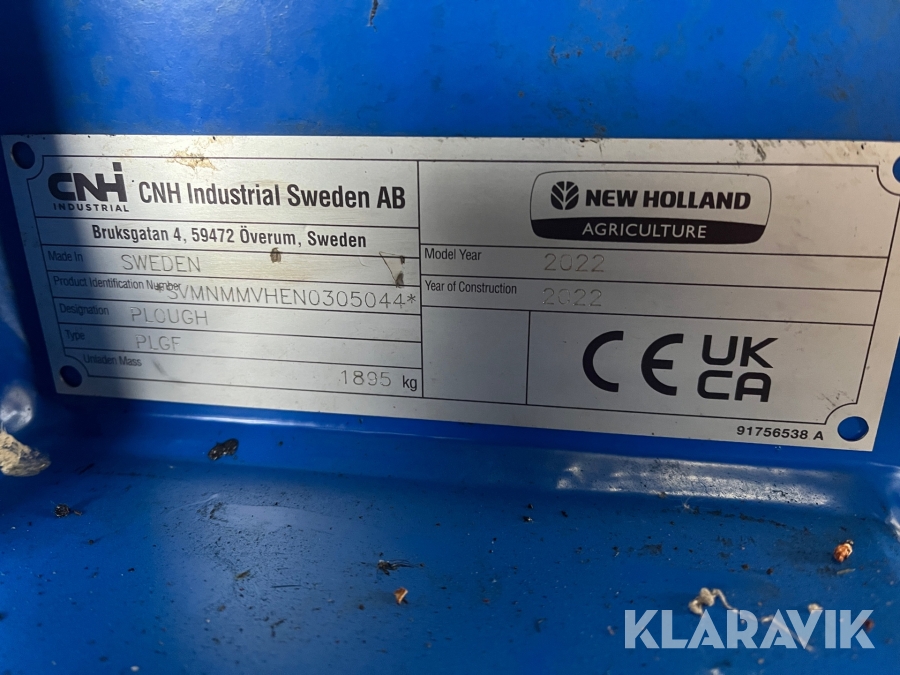 CNH
INDUSTRIAL
CNH Industrial Sweden AB
Bruksgatan 4, 59472 Överum, Sweden
Made In SWEDEN
Product Identification Number *SVMNMMVHEN0305044*
Designation PLOUGH
Type PLGF
Unladen Mass 1895 kg
NEW HOLLAND
AGRICULTURE
Model Year 2022
Year of Construction 2022
CE UK
CA
91756538 A
KLARAVIK